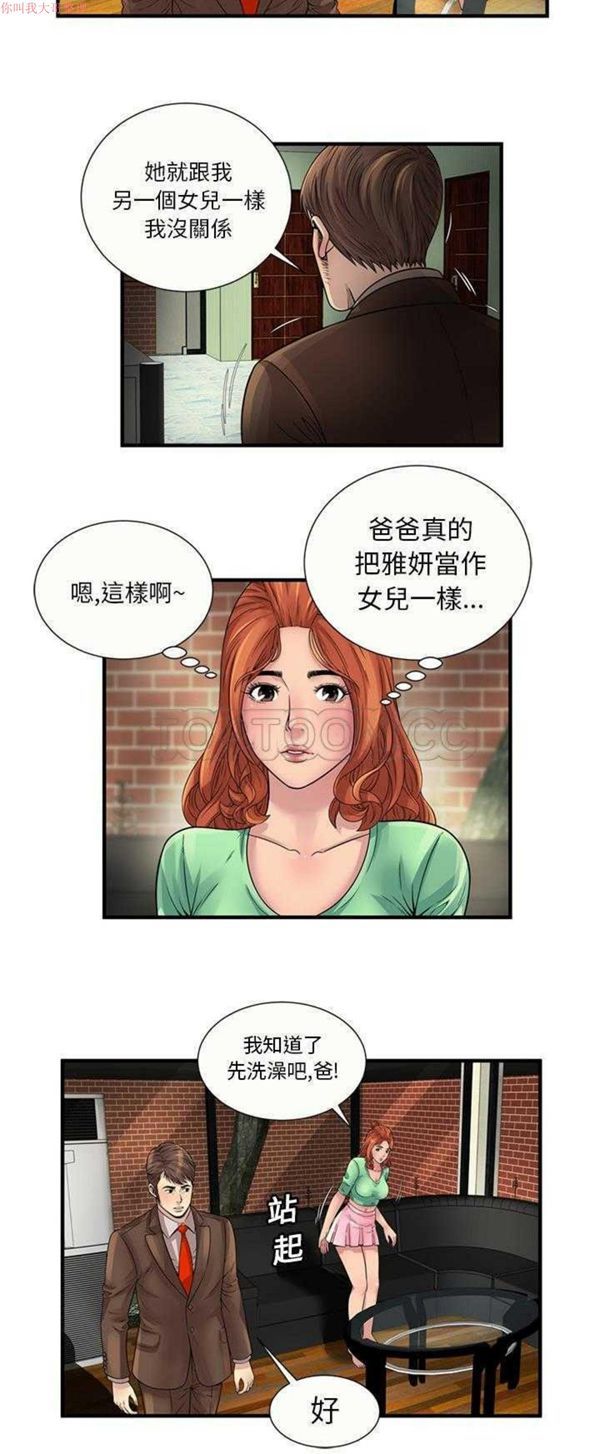 她就跟我
另一個女兒一樣
我沒關係
嗯,這樣啊~
爸爸真的
把雅妍當作
女兒一樣...
我知道了
先洗澡吧,爸!
站
起
好